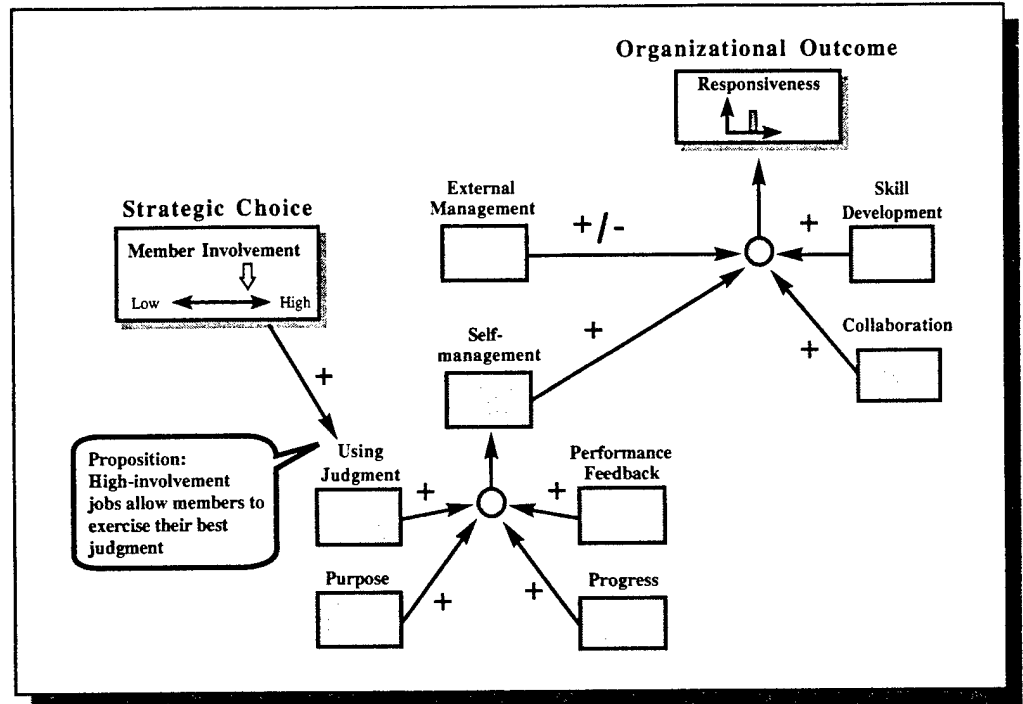 Organizational Outcome
Responsiveness
External
Management
+/-
Skill
Development
+
Strategic Choice
Member Involvement
Low
High
+
Collaboration
+
Self-
management
+
Proposition:
High-involvement
jobs allow members to
exercise their best
judgment
Using
Judgment
+
Performance
Feedback
+
Purpose
+
Progress
+